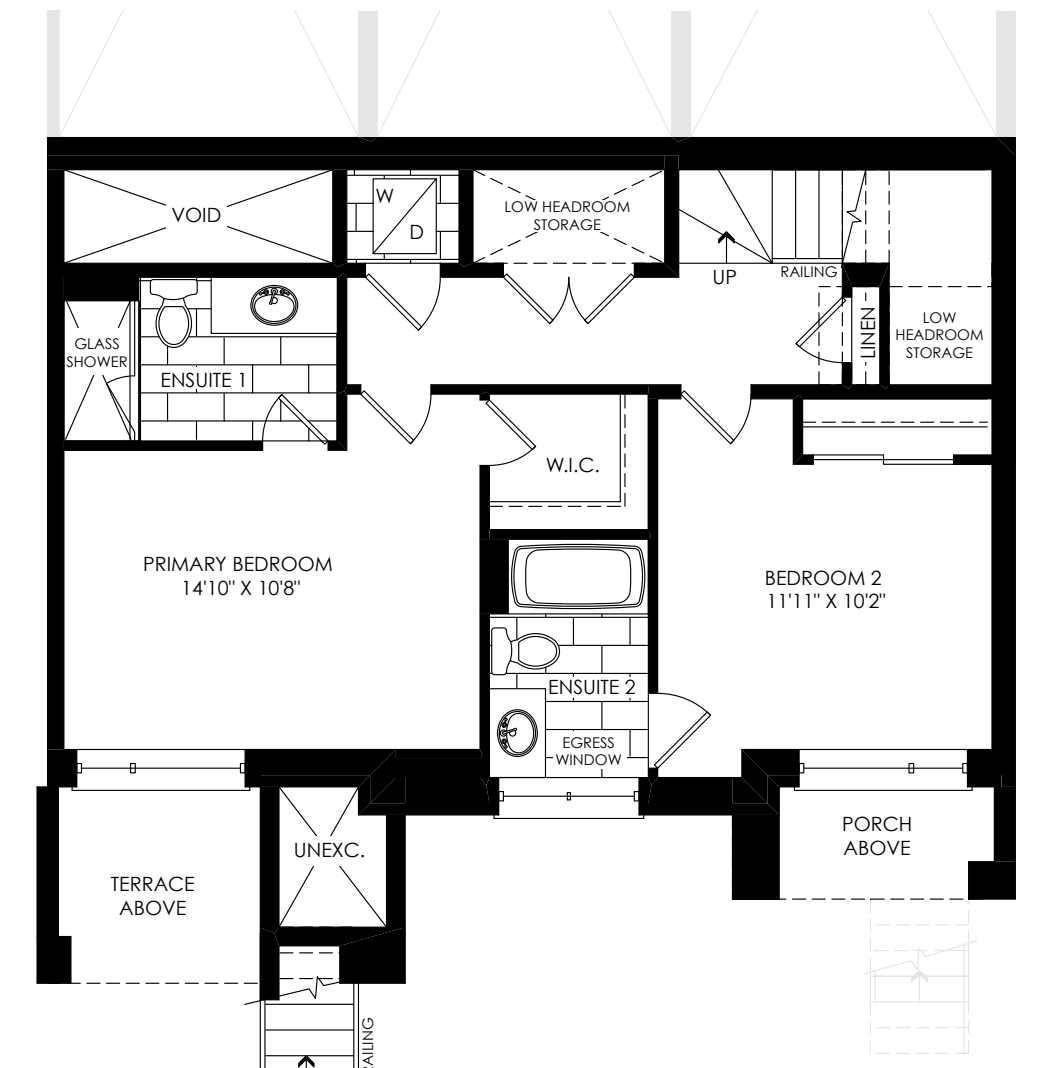 VOID
W
D
LOW HEADROOM
STORAGE
UP
RAILING
LINEN
LOW
HEADROOM
STORAGE
GLASS
SHOWER
ENSUITE 1
W.I.C.
PRIMARY BEDROOM
14'10" X 10'8"
BEDROOM 2
11'11" X 10'2"
ENSUITE 2
EGRESS
WINDOW
UNEXC.
PORCH
ABOVE
TERRACE
ABOVE
RAILING